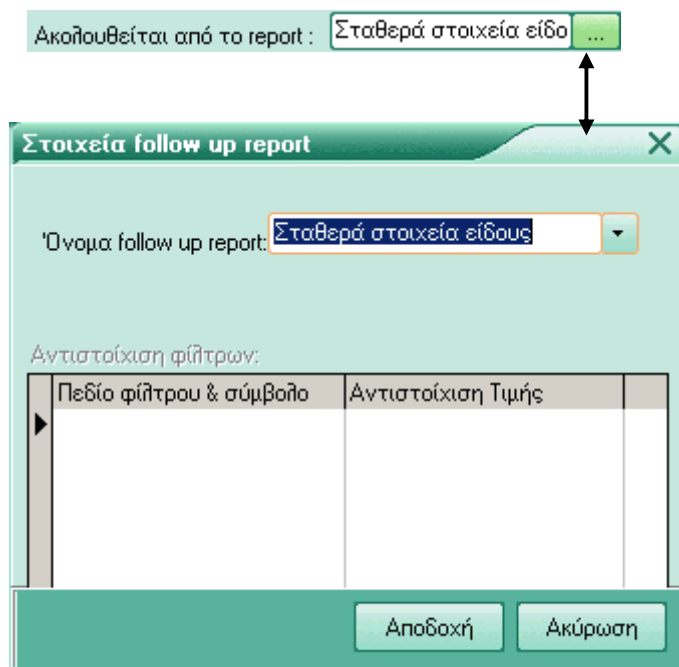 Ακολουθείται από το report : Σταθερά στοιχεία είδο ...
Στοιχεία follow up report
Όνομα follow up report: Σταθερά στοιχεία είδους
Αντιστοίχιση φίλτρων:
Πεδίο φίλτρου & σύμβολο Αντιστοίχιση Τιμής
Αποδοχή Ακύρωση